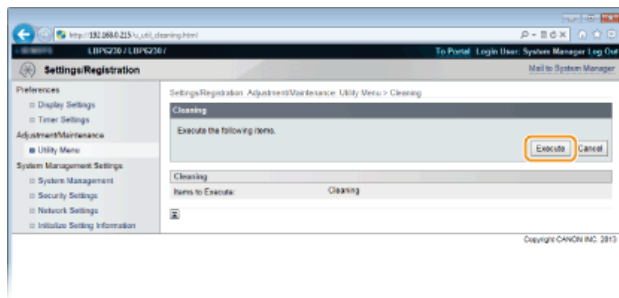 http://192.168.0.215/u_util_cleaning.html
LBP6230 / LBP6230 /
To Portal Login User: System Manager Log Out
Settings/Registration
Mail to System Manager
Preferences
Display Settings
Timer Settings
Adjustment/Maintenance
Utility Menu
System Management Settings
System Management
Security Settings
Network Settings
Initialize Setting Information
Settings/Registration: Adjustment/Maintenance: Utility Menu > Cleaning
Cleaning
Execute the following items.
Execute
Cancel
Cleaning
Items to Execute: Cleaning
Copyright CANON INC. 2013